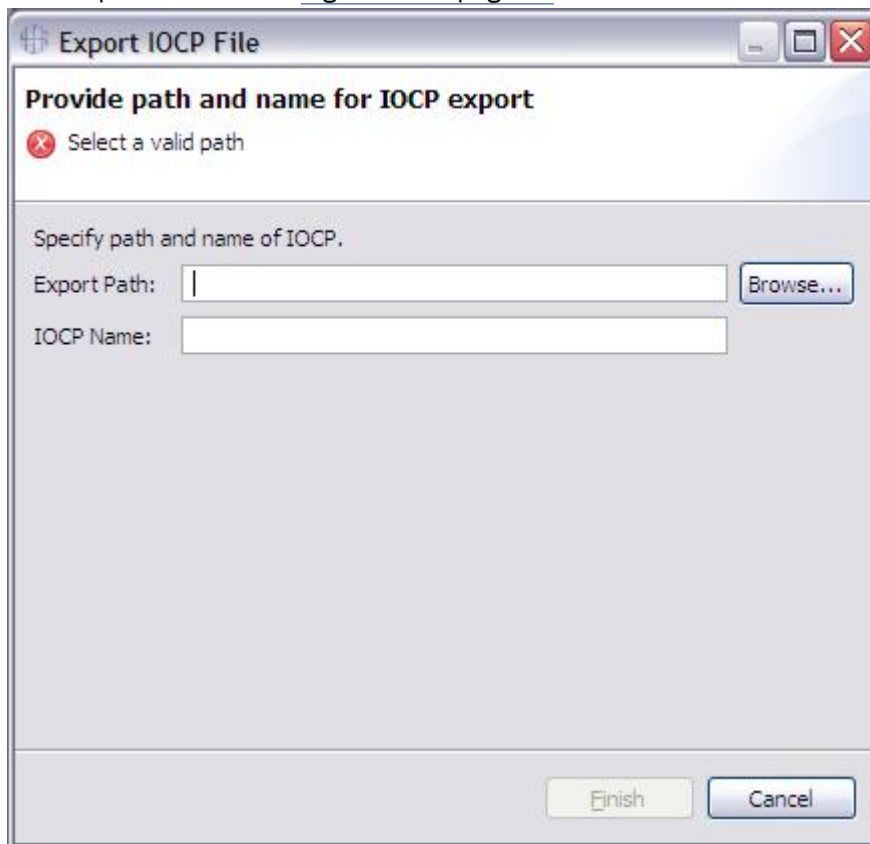 Export IOCP File
Provide path and name for IOCP export
Select a valid path
Specify path and name of IOCP.
Export Path:
Browse...
IOCP Name:
Finish
Cancel